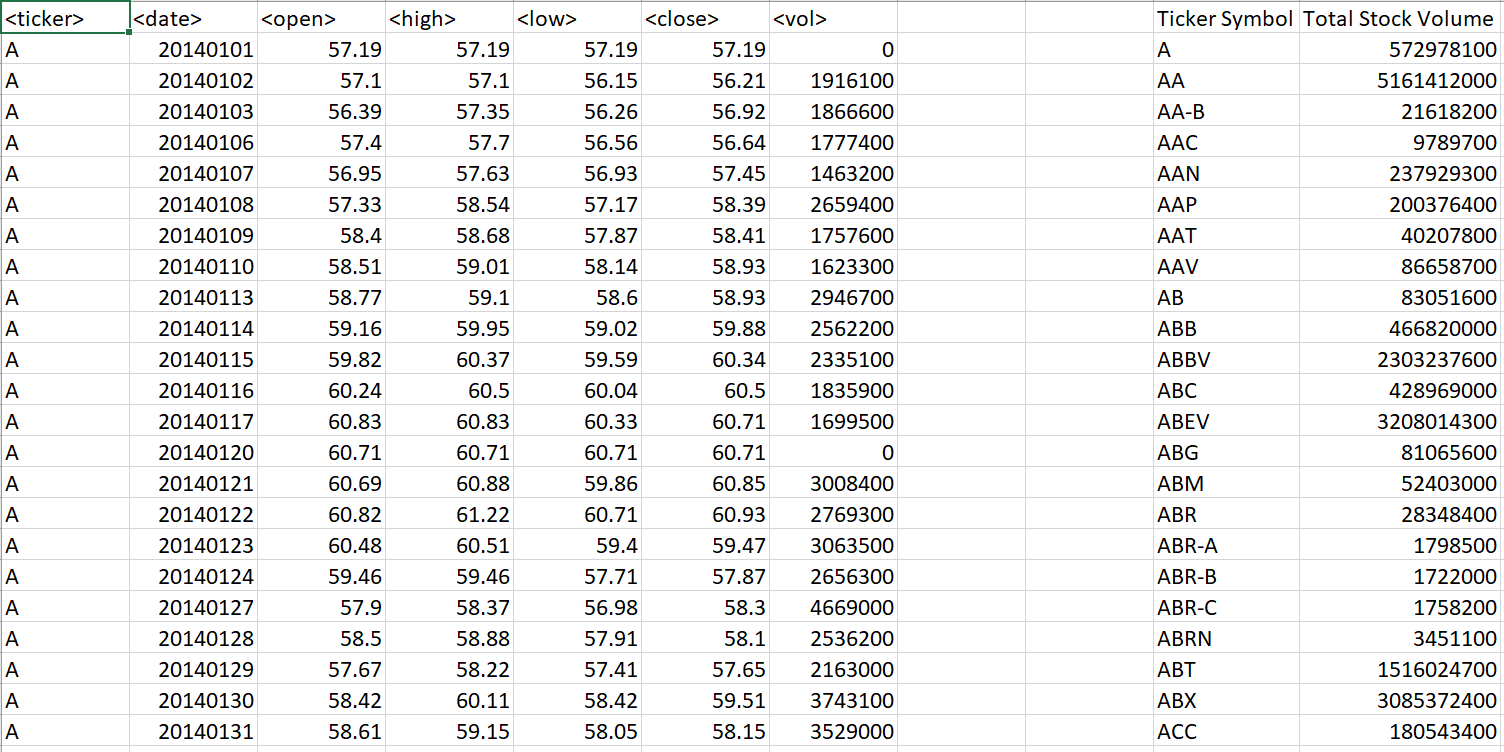 <ticker> <date> <open> <high> <low> <close> <vol> Ticker Symbol Total Stock Volume
A 20140101 57.19 57.19 57.19 57.19 0 A 572978100
A 20140102 57.1 57.1 56.15 56.21 1916100 AA 5161412000
A 20140103 56.39 57.35 56.26 56.92 1866600 AA-B 21618200
A 20140106 57.4 57.7 56.56 56.64 1777400 AAC 9789700
A 20140107 56.95 57.63 56.93 57.45 1463200 AAN 237929300
A 20140108 57.33 58.54 57.17 58.39 2659400 AAP 200376400
A 20140109 58.4 58.68 57.87 58.41 1757600 AAT 40207800
A 20140110 58.51 59.01 58.14 58.93 1623300 AAV 86658700
A 20140113 58.77 59.1 58.6 58.93 2946700 AB 83051600
A 20140114 59.16 59.95 59.02 59.88 2562200 ABB 466820000
A 20140115 59.82 60.37 59.59 60.34 2335100 ABBV 2303237600
A 20140116 60.24 60.5 60.04 60.5 1835900 ABC 428969000
A 20140117 60.83 60.83 60.33 60.71 1699500 ABEV 3208014300
A 20140120 60.71 60.71 60.71 60.71 0 ABG 81065600
A 20140121 60.69 60.88 59.86 60.85 3008400 ABM 52403000
A 20140122 60.82 61.22 60.71 60.93 2769300 ABR 28348400
A 20140123 60.48 60.51 59.4 59.47 3063500 ABR-A 1798500
A 20140124 59.46 59.46 57.71 57.87 2656300 ABR-B 1722000
A 20140127 57.9 58.37 56.98 58.3 4669000 ABR-C 1758200
A 20140128 58.5 58.88 57.91 58.1 2536200 ABRN 3451100
A 20140129 57.67 58.22 57.41 57.65 2163000 ABT 1516024700
A 20140130 58.42 60.11 58.42 59.51 3743100 ABX 3085372400
A 20140131 58.61 59.15 58.05 58.15 3529000 ACC 180543400